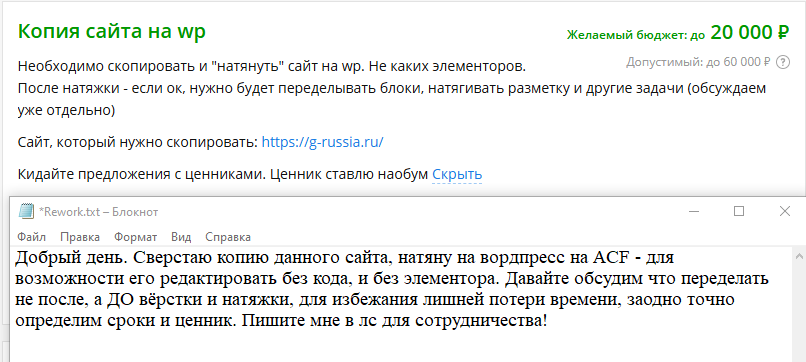 Копия сайта на wp
Желаемый бюджет: до 20 000 ₽
Необходимо скопировать и "натянуть" сайт на wp. Не каких элементоров.
Допустимый: до 60 000 ₽ ?
После натяжки - если ок, нужно будет переделывать блоки, натягивать разметку и другие задачи (обсуждаем
уже отдельно)
Сайт, который нужно скопировать: https://g-russia.ru/
Кидайте предложения с ценниками. Ценник ставлю наобум Скрыть
*Rework.txt – Блокнот
Файл Правка Формат Вид Справка
Добрый день. Сверстаю копию данного сайта, натяну на вордпресс на ACF - для
возможности его редактировать без кода, и без элементора. Давайте обсудим что переделать
не после, а ДО вёрстки и натяжки, для избежания лишней потери времени, заодно точно
определим сроки и ценник. Пишите мне в лс для сотрудничества!